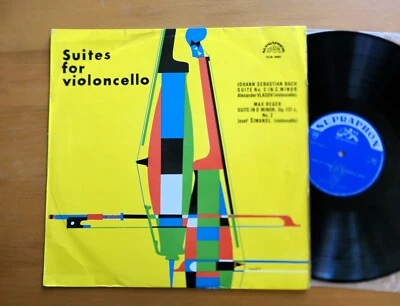 Suites
for
violoncello
SUPRAPHON
JOHANN SEBASTIAN BACH
SUITE No. 5 IN C MINOR
Alexander VLASOV (violoncello)
MAX REGER
SUITE IN D MINOR, Op. 131 c,
No. 2
Josef ŠIMANDL (violoncello)
SUPRAPHON